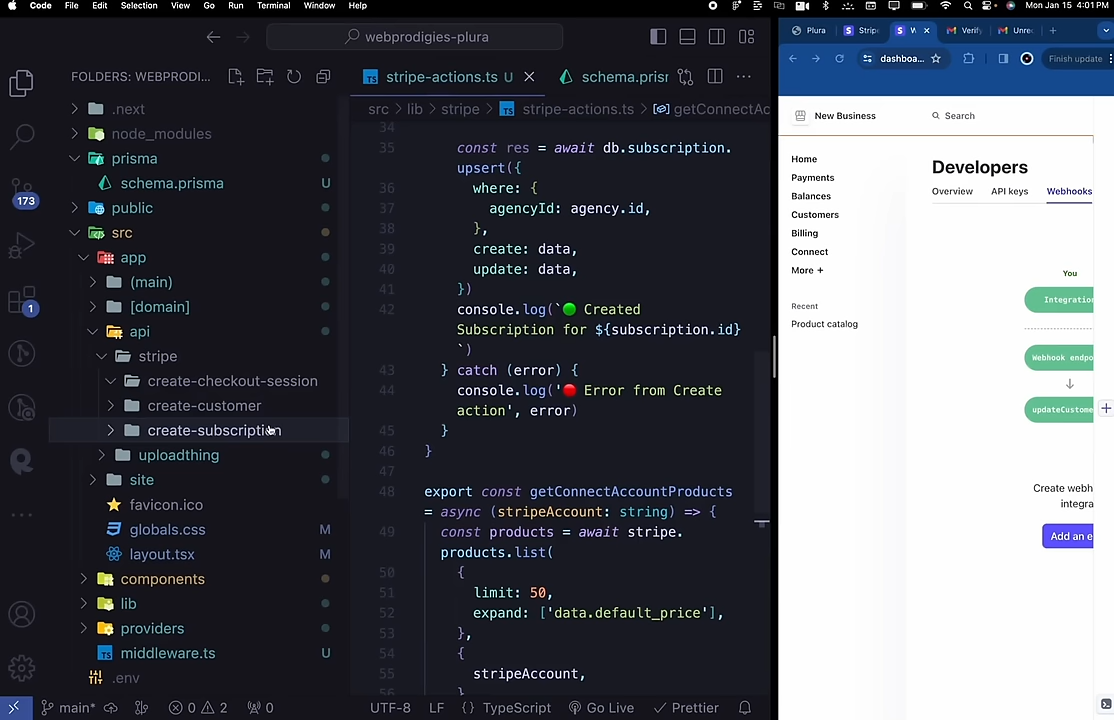 Code File Edit Selection View Go Run Terminal Window Help
Mon Jan 15 4:01 PM
webprodigies-plura
FOLDERS: WEBPRODI...
.next
node_modules
prisma
schema.prisma U
public
src
app
(main)
[domain]
api
stripe
create-checkout-session
create-customer
create-subscription
uploadthing
site
favicon.ico
globals.css M
layout.tsx M
components
lib
providers
middleware.ts U
.env
173
1
stripe-actions.ts U
schema.prisr
src > lib > stripe > stripe-actions.ts > getConnectAc
34
35 const res = await db.subscription.
upsert({
36 where: {
37 agencyId: agency.id,
38 },
39 create: data,
40 update: data,
41 })
42 console.log(`🟢 Created
Subscription for ${subscription.id}
`)
43 } catch (error) {
44 console.log('🔴 Error from Create
action', error)
45 }
46 }
47
48 export const getConnectAccountProducts
= async (stripeAccount: string) => {
49 const products = await stripe.
products.list(
50 {
51 limit: 50,
52 expand: ['data.default_price'],
53 },
54 {
55 stripeAccount,
56 }
main* 0 2 0 UTF-8 LF {} TypeScript Go Live Prettier
Plura Stripe W Verify Unre
dashboa... Finish update
New Business
Search
Home
Payments
Balances
Customers
Billing
Connect
More +
Recent
Product catalog
Developers
Overview API keys Webhooks
You
Integration
Webhook endpo
updateCustome
Create webh
integra
Add an e